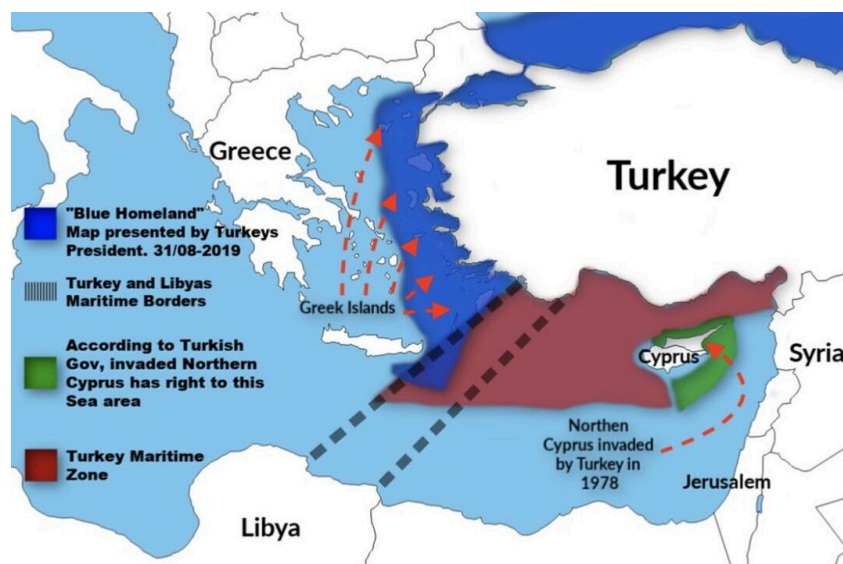 Turkey
Greece
"Blue Homeland"
Map presented by Turkeys
President. 31/08-2019
Turkey and Libyas
Maritime Borders
Greek Islands
According to Turkish
Gov, invaded Northern
Cyprus has right to this
Sea area
Cyprus
Syria
Turkey Maritime
Zone
Northen
Cyprus invaded
by Turkey in
1978
Jerusalem
Libya